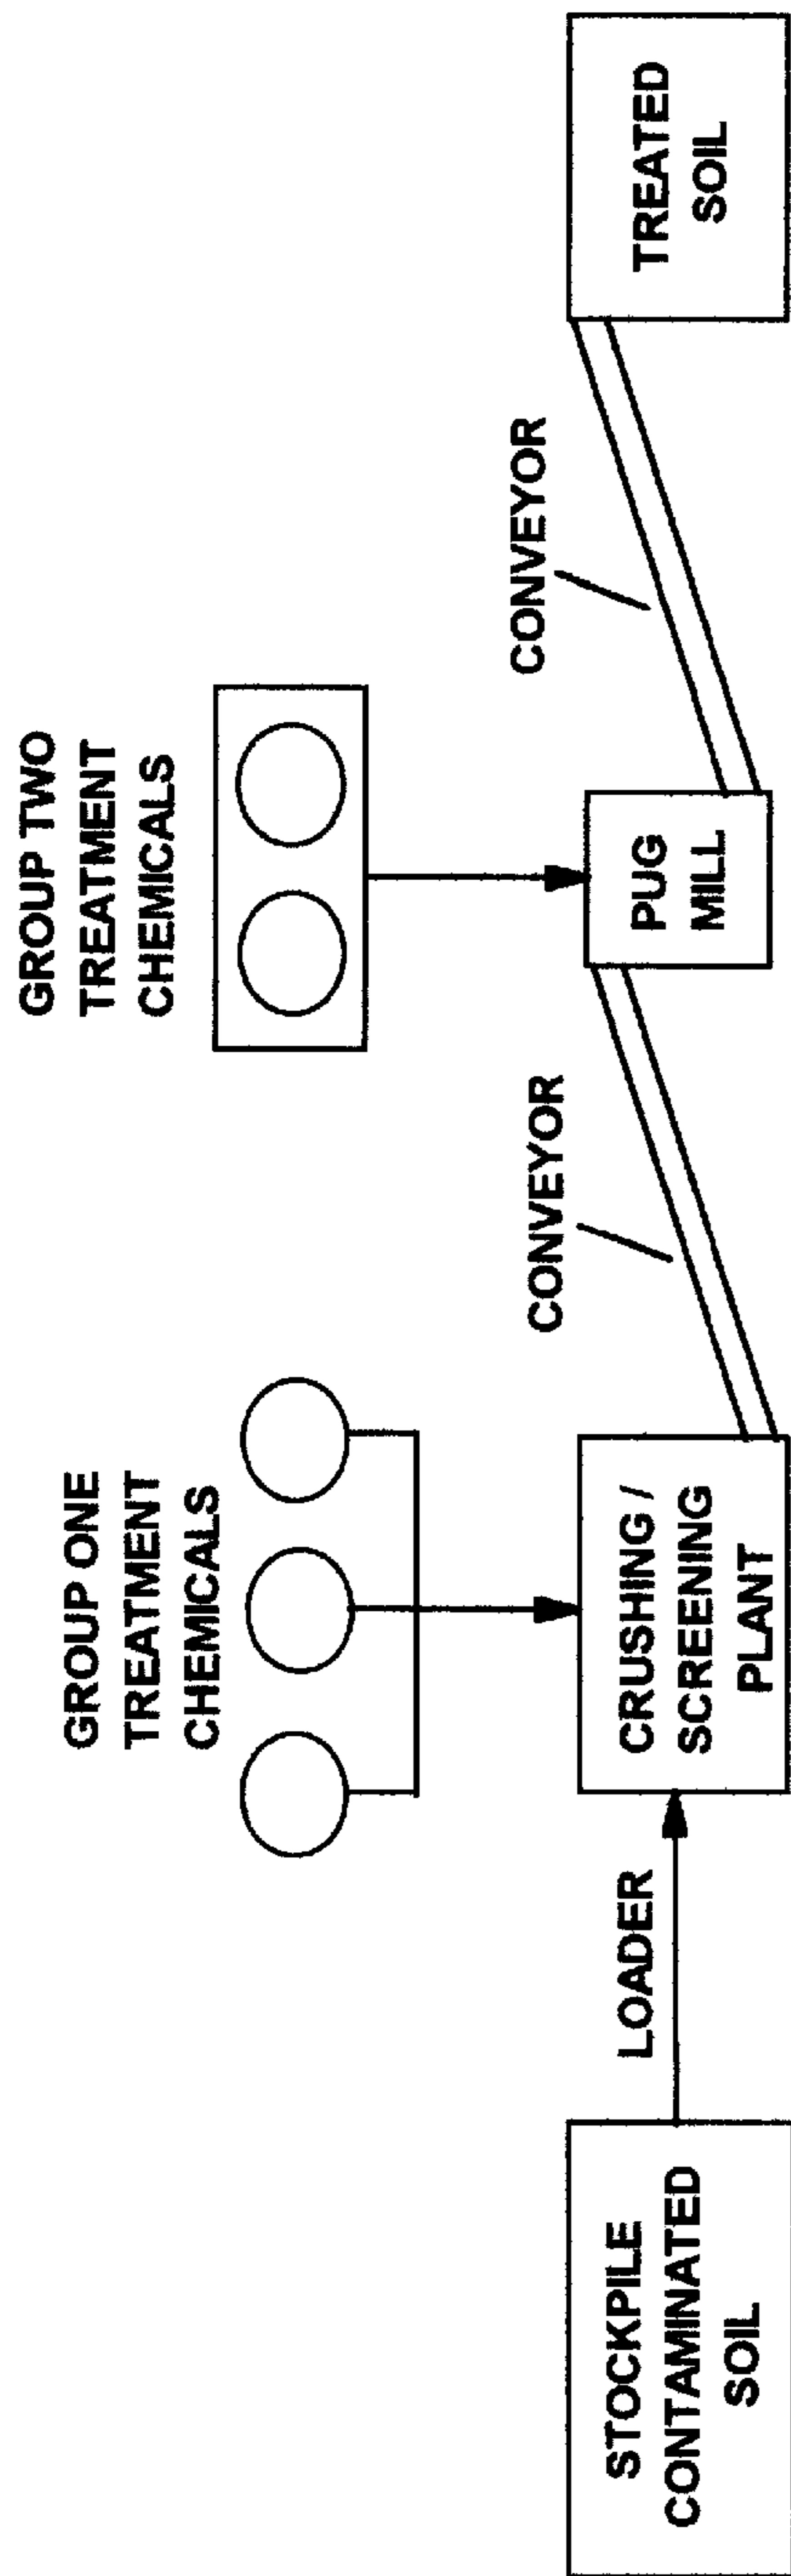 GROUP ONE
TREATMENT
CHEMICALS
GROUP TWO
TREATMENT
CHEMICALS
STOCKPILE
CONTAMINATED
SOIL
LOADER
CRUSHING /
SCREENING
PLANT
CONVEYOR
PUG
MILL
CONVEYOR
TREATED
SOIL